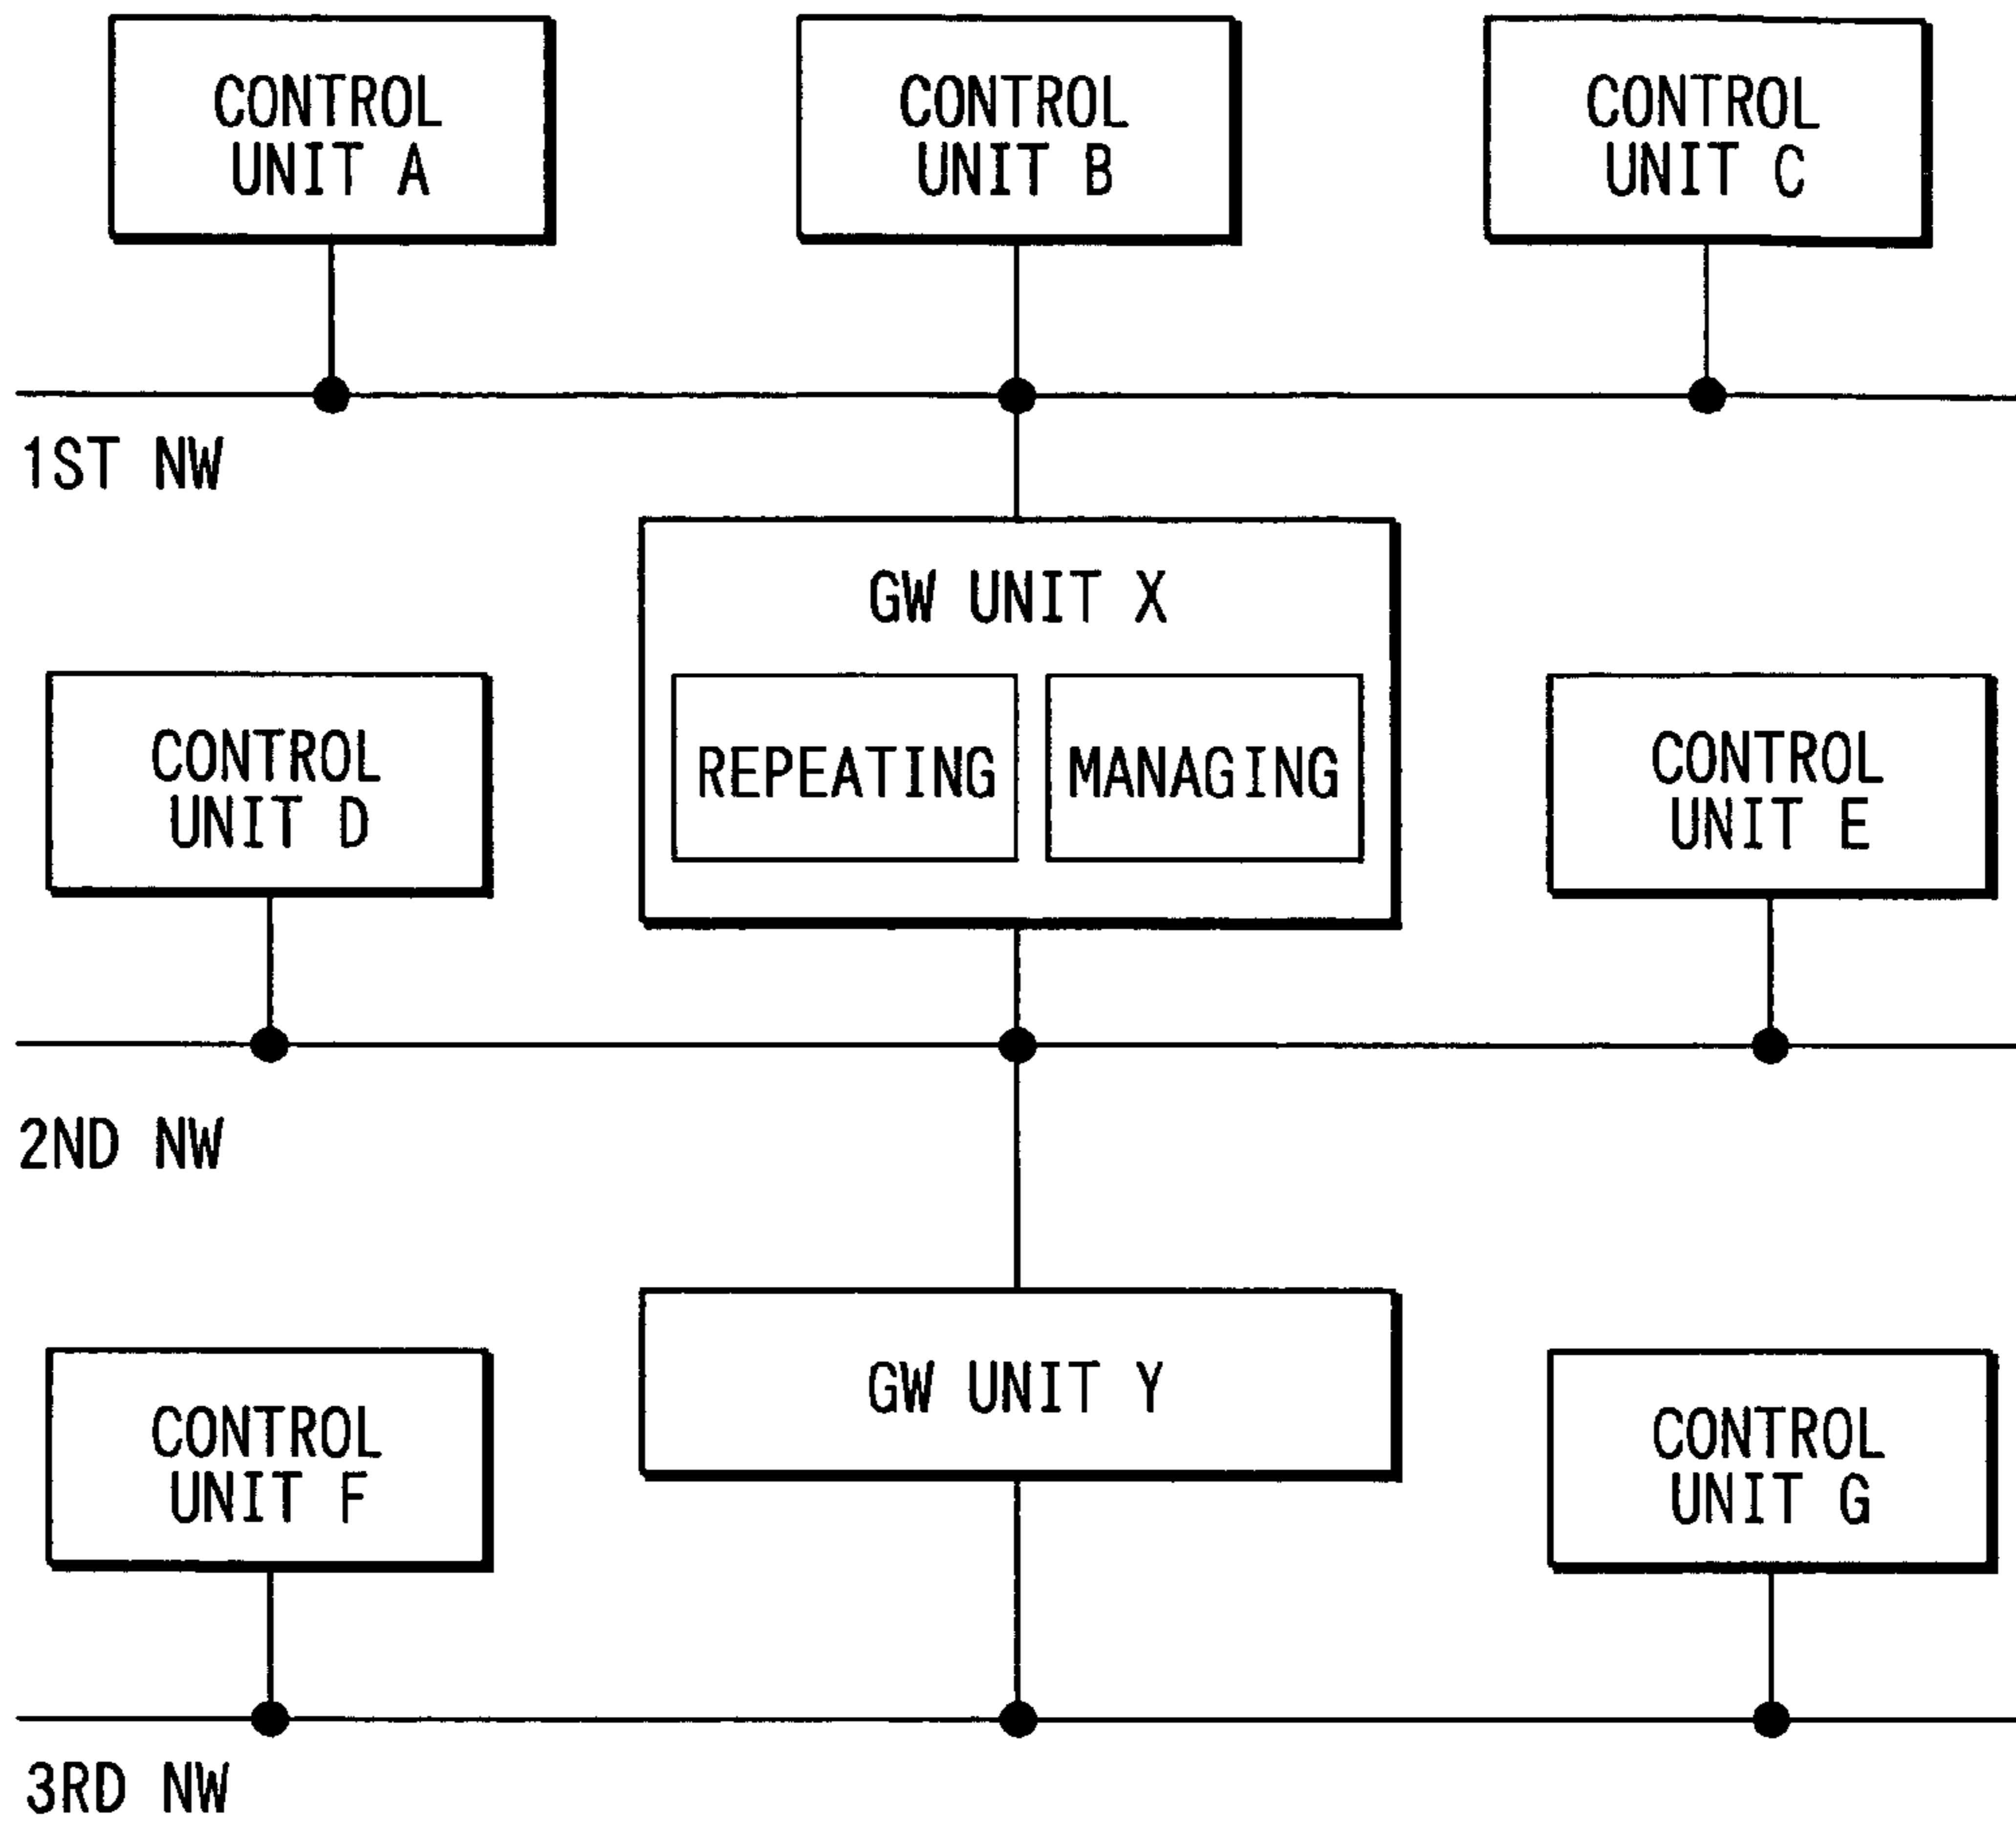 CONTROL
UNIT A
CONTROL
UNIT B
CONTROL
UNIT C
1ST NW
GW UNIT X
REPEATING
MANAGING
CONTROL
UNIT D
CONTROL
UNIT E
2ND NW
GW UNIT Y
CONTROL
UNIT F
CONTROL
UNIT G
3RD NW